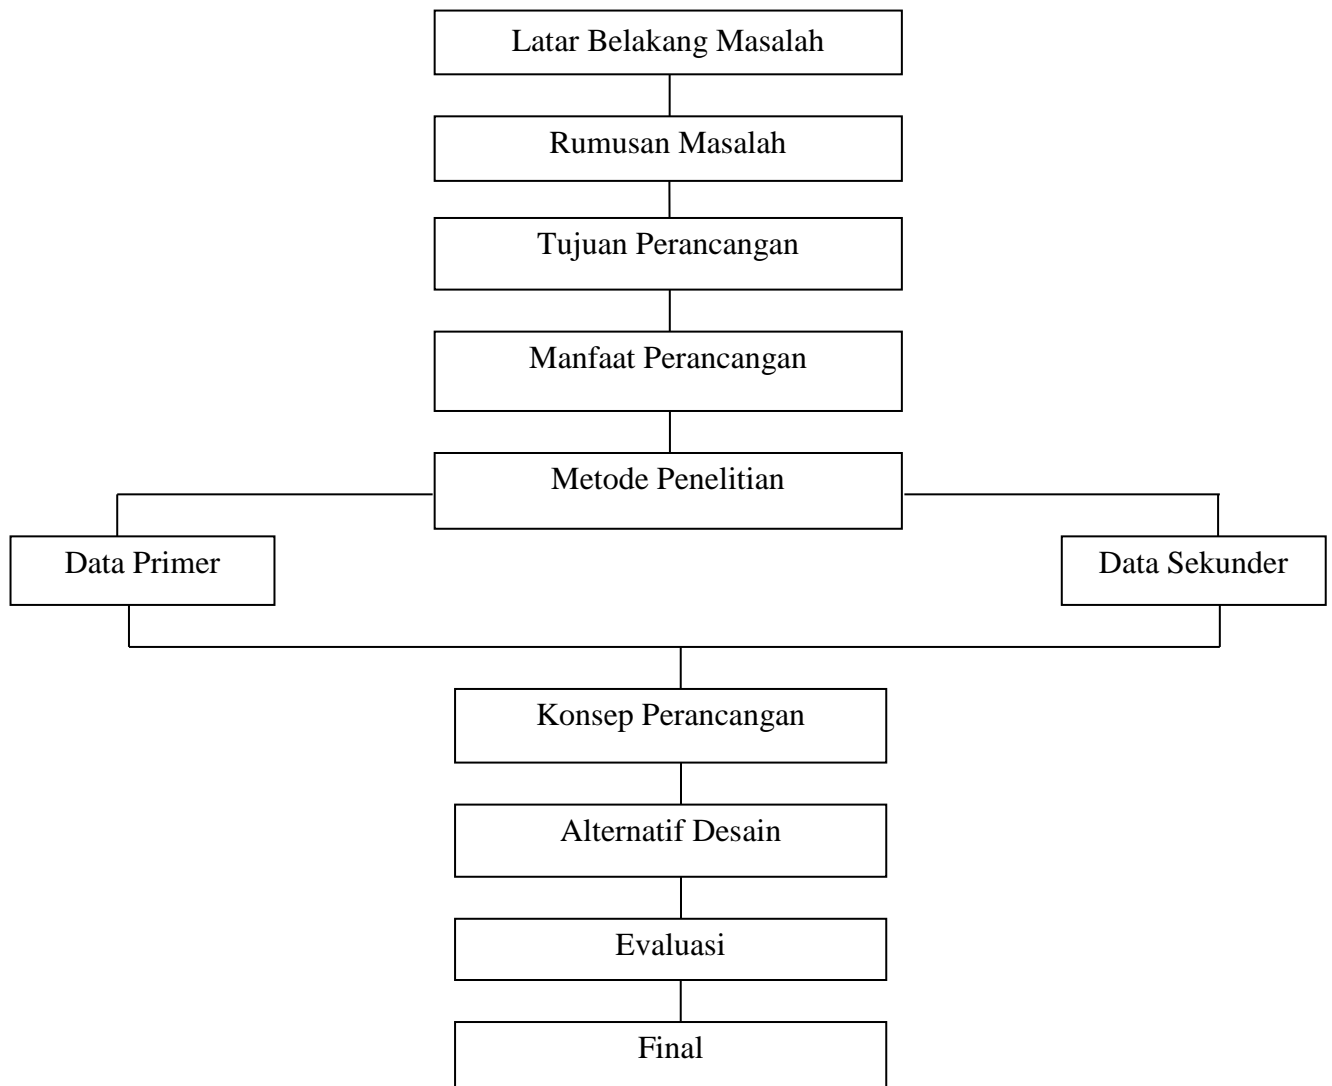 Latar Belakang Masalah
Rumusan Masalah
Tujuan Perancangan
Manfaat Perancangan
Metode Penelitian
Data Primer
Data Sekunder
Konsep Perancangan
Alternatif Desain
Evaluasi
Final